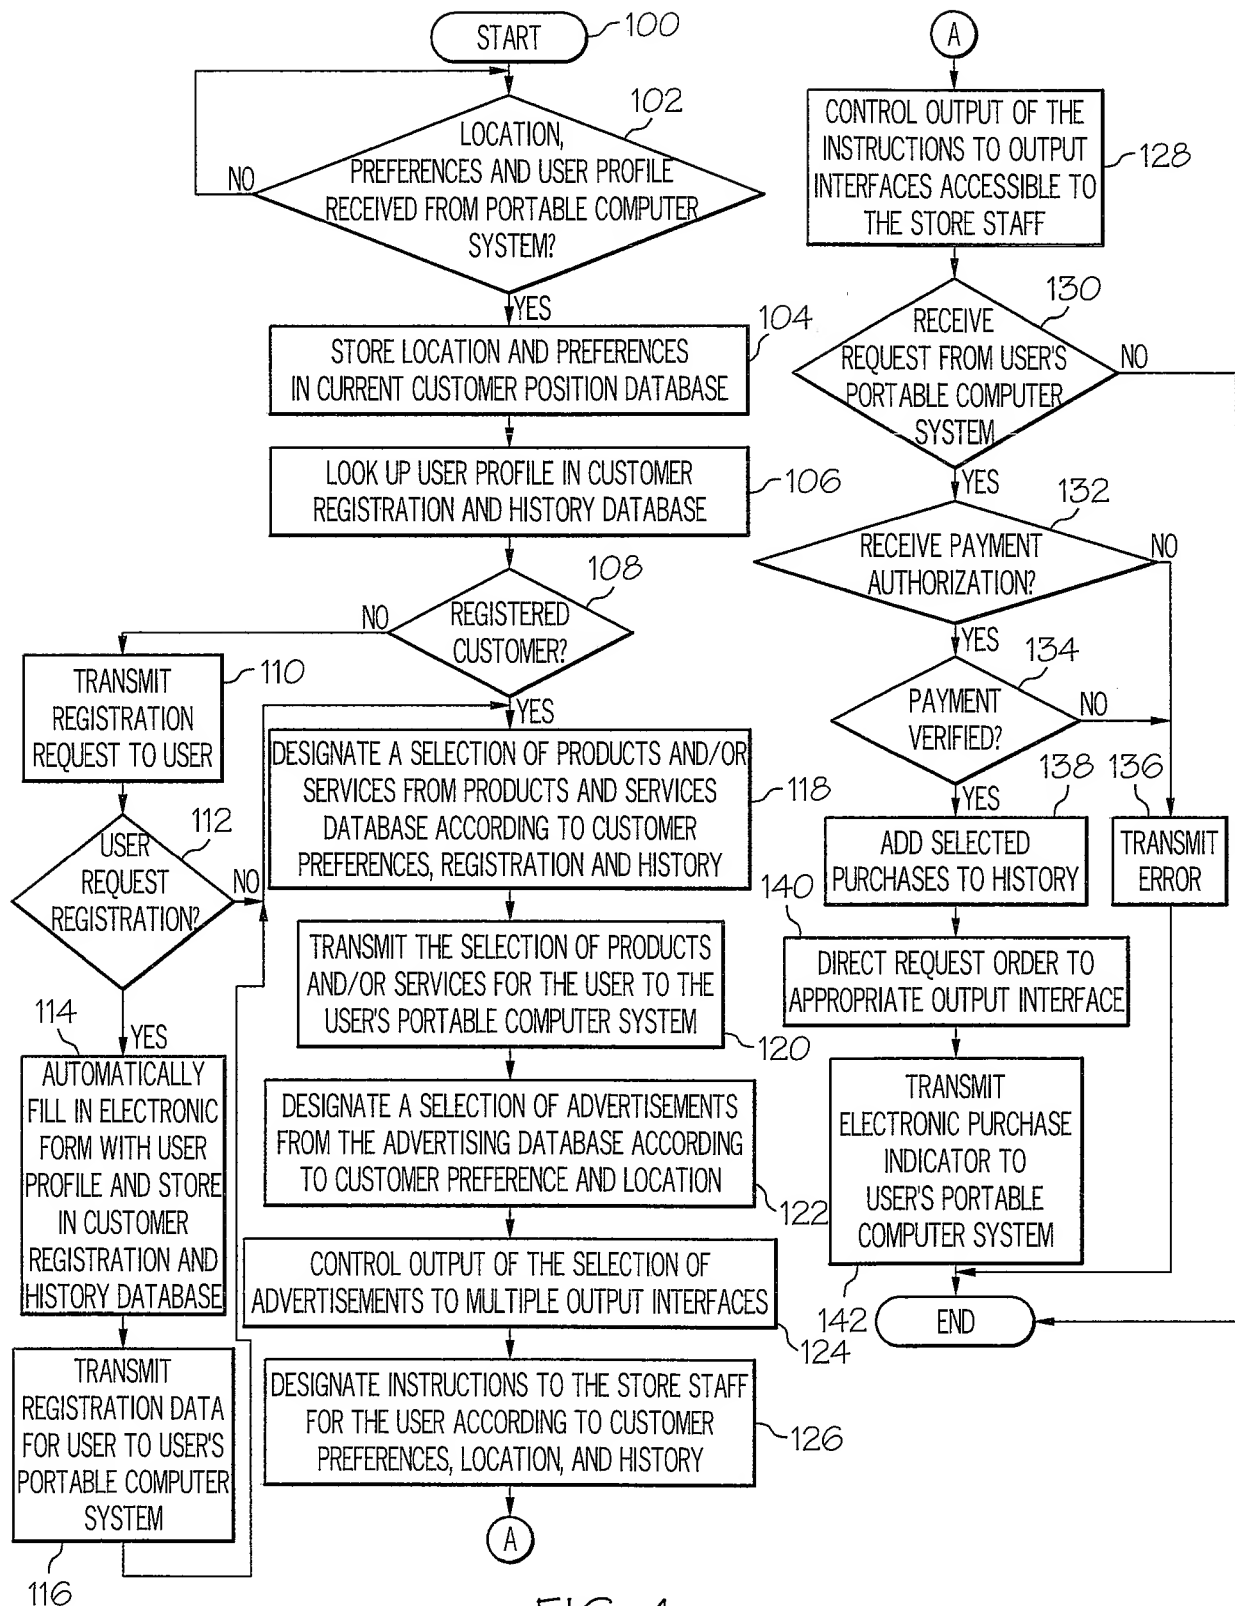 START
100
102
LOCATION,
PREFERENCES AND USER PROFILE
RECEIVED FROM PORTABLE COMPUTER
SYSTEM?
NO
YES
104
STORE LOCATION AND PREFERENCES
IN CURRENT CUSTOMER POSITION DATABASE
LOOK UP USER PROFILE IN CUSTOMER
REGISTRATION AND HISTORY DATABASE
106
108
REGISTERED
CUSTOMER?
NO
YES
110
TRANSMIT
REGISTRATION
REQUEST TO USER
112
USER
REQUEST
REGISTRATION?
NO
YES
114
AUTOMATICALLY
FILL IN ELECTRONIC
FORM WITH USER
PROFILE AND STORE
IN CUSTOMER
REGISTRATION AND
HISTORY DATABASE
TRANSMIT
REGISTRATION DATA
FOR USER TO USER'S
PORTABLE COMPUTER
SYSTEM
116
DESIGNATE A SELECTION OF PRODUCTS AND/OR
SERVICES FROM PRODUCTS AND SERVICES
DATABASE ACCORDING TO CUSTOMER
PREFERENCES, REGISTRATION AND HISTORY
118
TRANSMIT THE SELECTION OF PRODUCTS
AND/OR SERVICES FOR THE USER TO THE
USER'S PORTABLE COMPUTER SYSTEM
120
DESIGNATE A SELECTION OF ADVERTISEMENTS
FROM THE ADVERTISING DATABASE ACCORDING
TO CUSTOMER PREFERENCE AND LOCATION
122
CONTROL OUTPUT OF THE SELECTION OF
ADVERTISEMENTS TO MULTIPLE OUTPUT INTERFACES
124
DESIGNATE INSTRUCTIONS TO THE STORE STAFF
FOR THE USER ACCORDING TO CUSTOMER
PREFERENCES, LOCATION, AND HISTORY
126
A
A
CONTROL OUTPUT OF THE
INSTRUCTIONS TO OUTPUT
INTERFACES ACCESSIBLE TO
THE STORE STAFF
128
130
RECEIVE
REQUEST FROM USER'S
PORTABLE COMPUTER
SYSTEM
NO
YES
132
RECEIVE PAYMENT
AUTHORIZATION?
NO
YES
134
PAYMENT
VERIFIED?
NO
YES
138
136
ADD SELECTED
PURCHASES TO HISTORY
TRANSMIT
ERROR
140
DIRECT REQUEST ORDER TO
APPROPRIATE OUTPUT INTERFACE
TRANSMIT
ELECTRONIC PURCHASE
INDICATOR TO
USER'S PORTABLE
COMPUTER SYSTEM
142
END